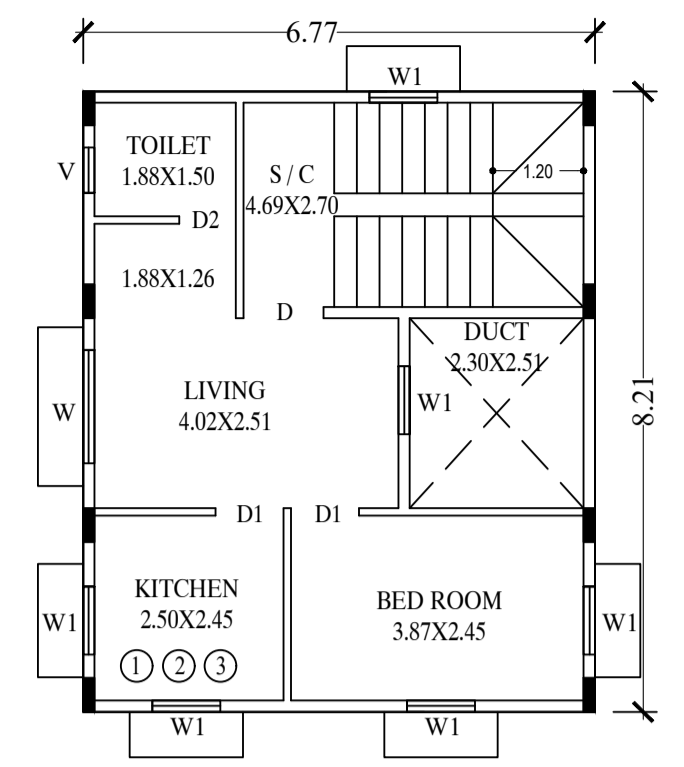 6.77
W1
TOILET
1.88X1.50
V
S / C
4.69X2.70
1.20
D2
1.88X1.26
D
DUCT
2.30X2.51
LIVING
4.02X2.51
W
W1
8.21
D1
D1
KITCHEN
2.50X2.45
BED ROOM
3.87X2.45
W1
W1
1 2 3
W1
W1